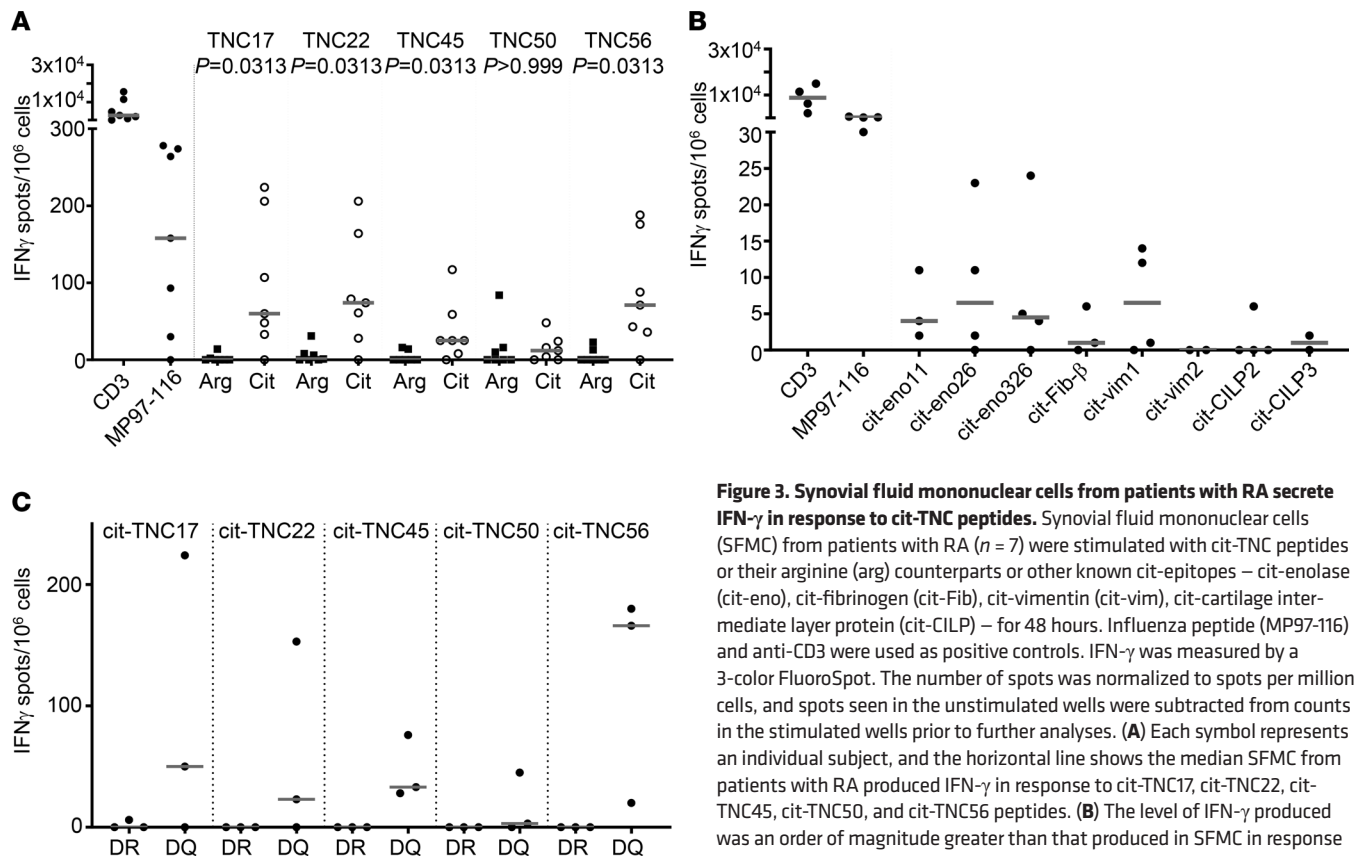 A
TNC17 TNC22 TNC45 TNC50 TNC56
P=0.0313 P=0.0313 P=0.0313 P>0.999 P=0.0313
3x10⁴
1x10⁴
300
200
100
0
IFNγ spots/10⁶ cells
CD3 MP97-116 Arg Cit Arg Cit Arg Cit Arg Cit Arg Cit
B
1x10⁴
30
25
20
15
10
5
0
IFNγ spots/10⁶ cells
CD3 MP97-116 cit-eno11 cit-eno26 cit-eno326 cit-Fib-β cit-vim1 cit-vim2 cit-CILP2 cit-CILP3
C
cit-TNC17 cit-TNC22 cit-TNC45 cit-TNC50 cit-TNC56
200
100
0
IFNγ spots/10⁶ cells
DR DQ DR DQ DR DQ DR DQ DR DQ
Figure 3. Synovial fluid mononuclear cells from patients with RA secrete
IFN-γ in response to cit-TNC peptides. Synovial fluid mononuclear cells
(SFMC) from patients with RA (n = 7) were stimulated with cit-TNC peptides
or their arginine (arg) counterparts or other known cit-epitopes – cit-enolase
(cit-eno), cit-fibrinogen (cit-Fib), cit-vimentin (cit-vim), cit-cartilage inter-
mediate layer protein (cit-CILP) – for 48 hours. Influenza peptide (MP97-116)
and anti-CD3 were used as positive controls. IFN-γ was measured by a
3-color FluoroSpot. The number of spots was normalized to spots per million
cells, and spots seen in the unstimulated wells were subtracted from counts
in the stimulated wells prior to further analyses. (A) Each symbol represents
an individual subject, and the horizontal line shows the median SFMC from
patients with RA produced IFN-γ in response to cit-TNC17, cit-TNC22, cit-
TNC45, cit-TNC50, and cit-TNC56 peptides. (B) The level of IFN-γ produced
was an order of magnitude greater than that produced in SFMC in response